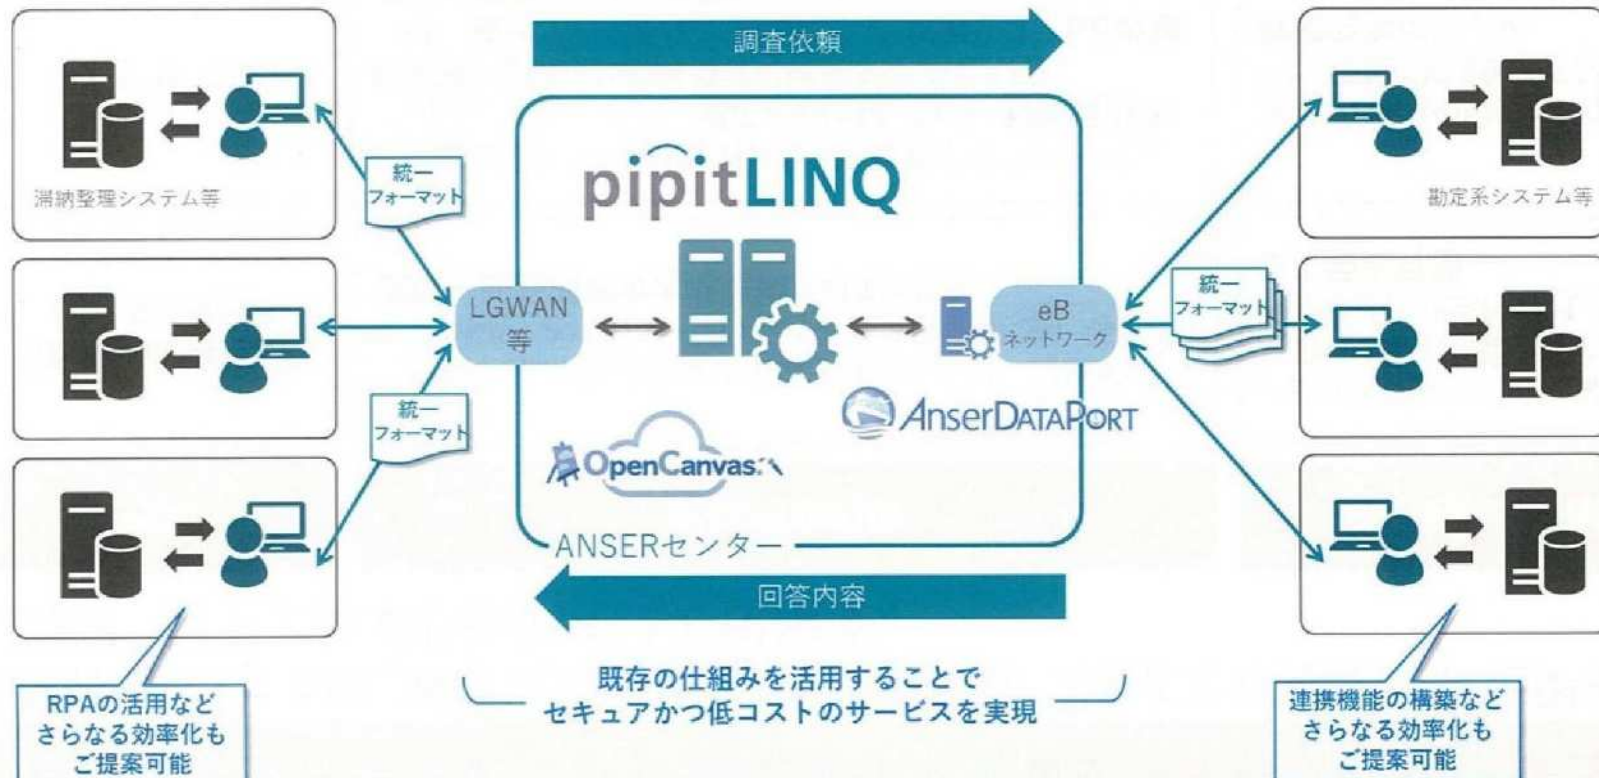 調査依頼
滞納整理システム等
統一
フォーマット
pipitLINQ
統一
フォーマット
勘定系システム等
LGWAN
等
eB
ネットワーク
統一
フォーマット
OpenCanvas
AnserDATAPORT
ANSERセンター
回答内容
既存の仕組みを活用することで
セキュアかつ低コストのサービスを実現
RPAの活用など
さらなる効率化も
ご提案可能
連携機能の構築など
さらなる効率化も
ご提案可能